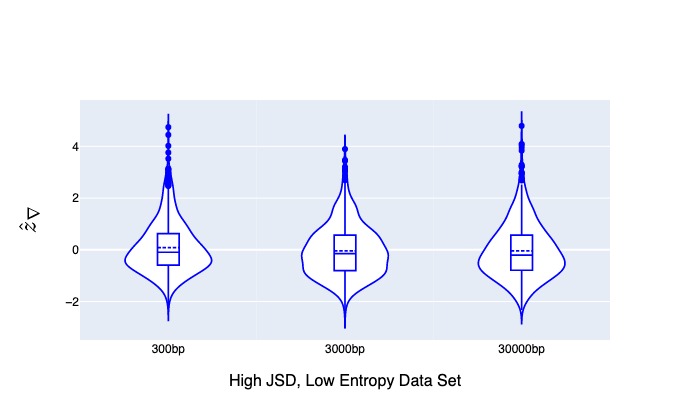 4
2
0
−2
∇ẑ
300bp
3000bp
30000bp
High JSD, Low Entropy Data Set